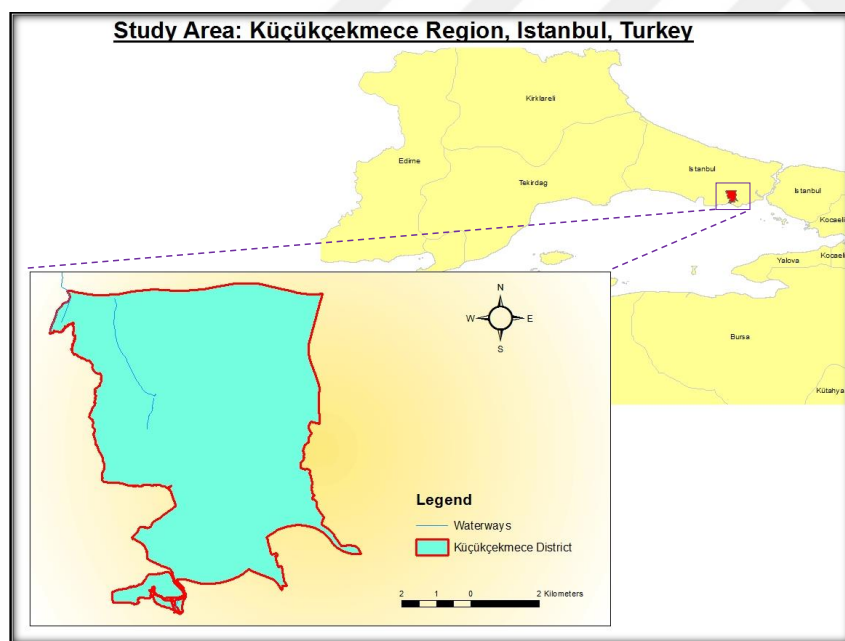 Study Area: Küçükçekmece Region, Istanbul, Turkey
Kirklareli
Edirne
Tekirdag
Istanbul
Istanbul
Kocaeli
Yalova
Kocaeli
Bursa
Kütahya
N
W
E
S
Legend
Waterways
Küçükçekmece District
2 1 0 2 Kilometers